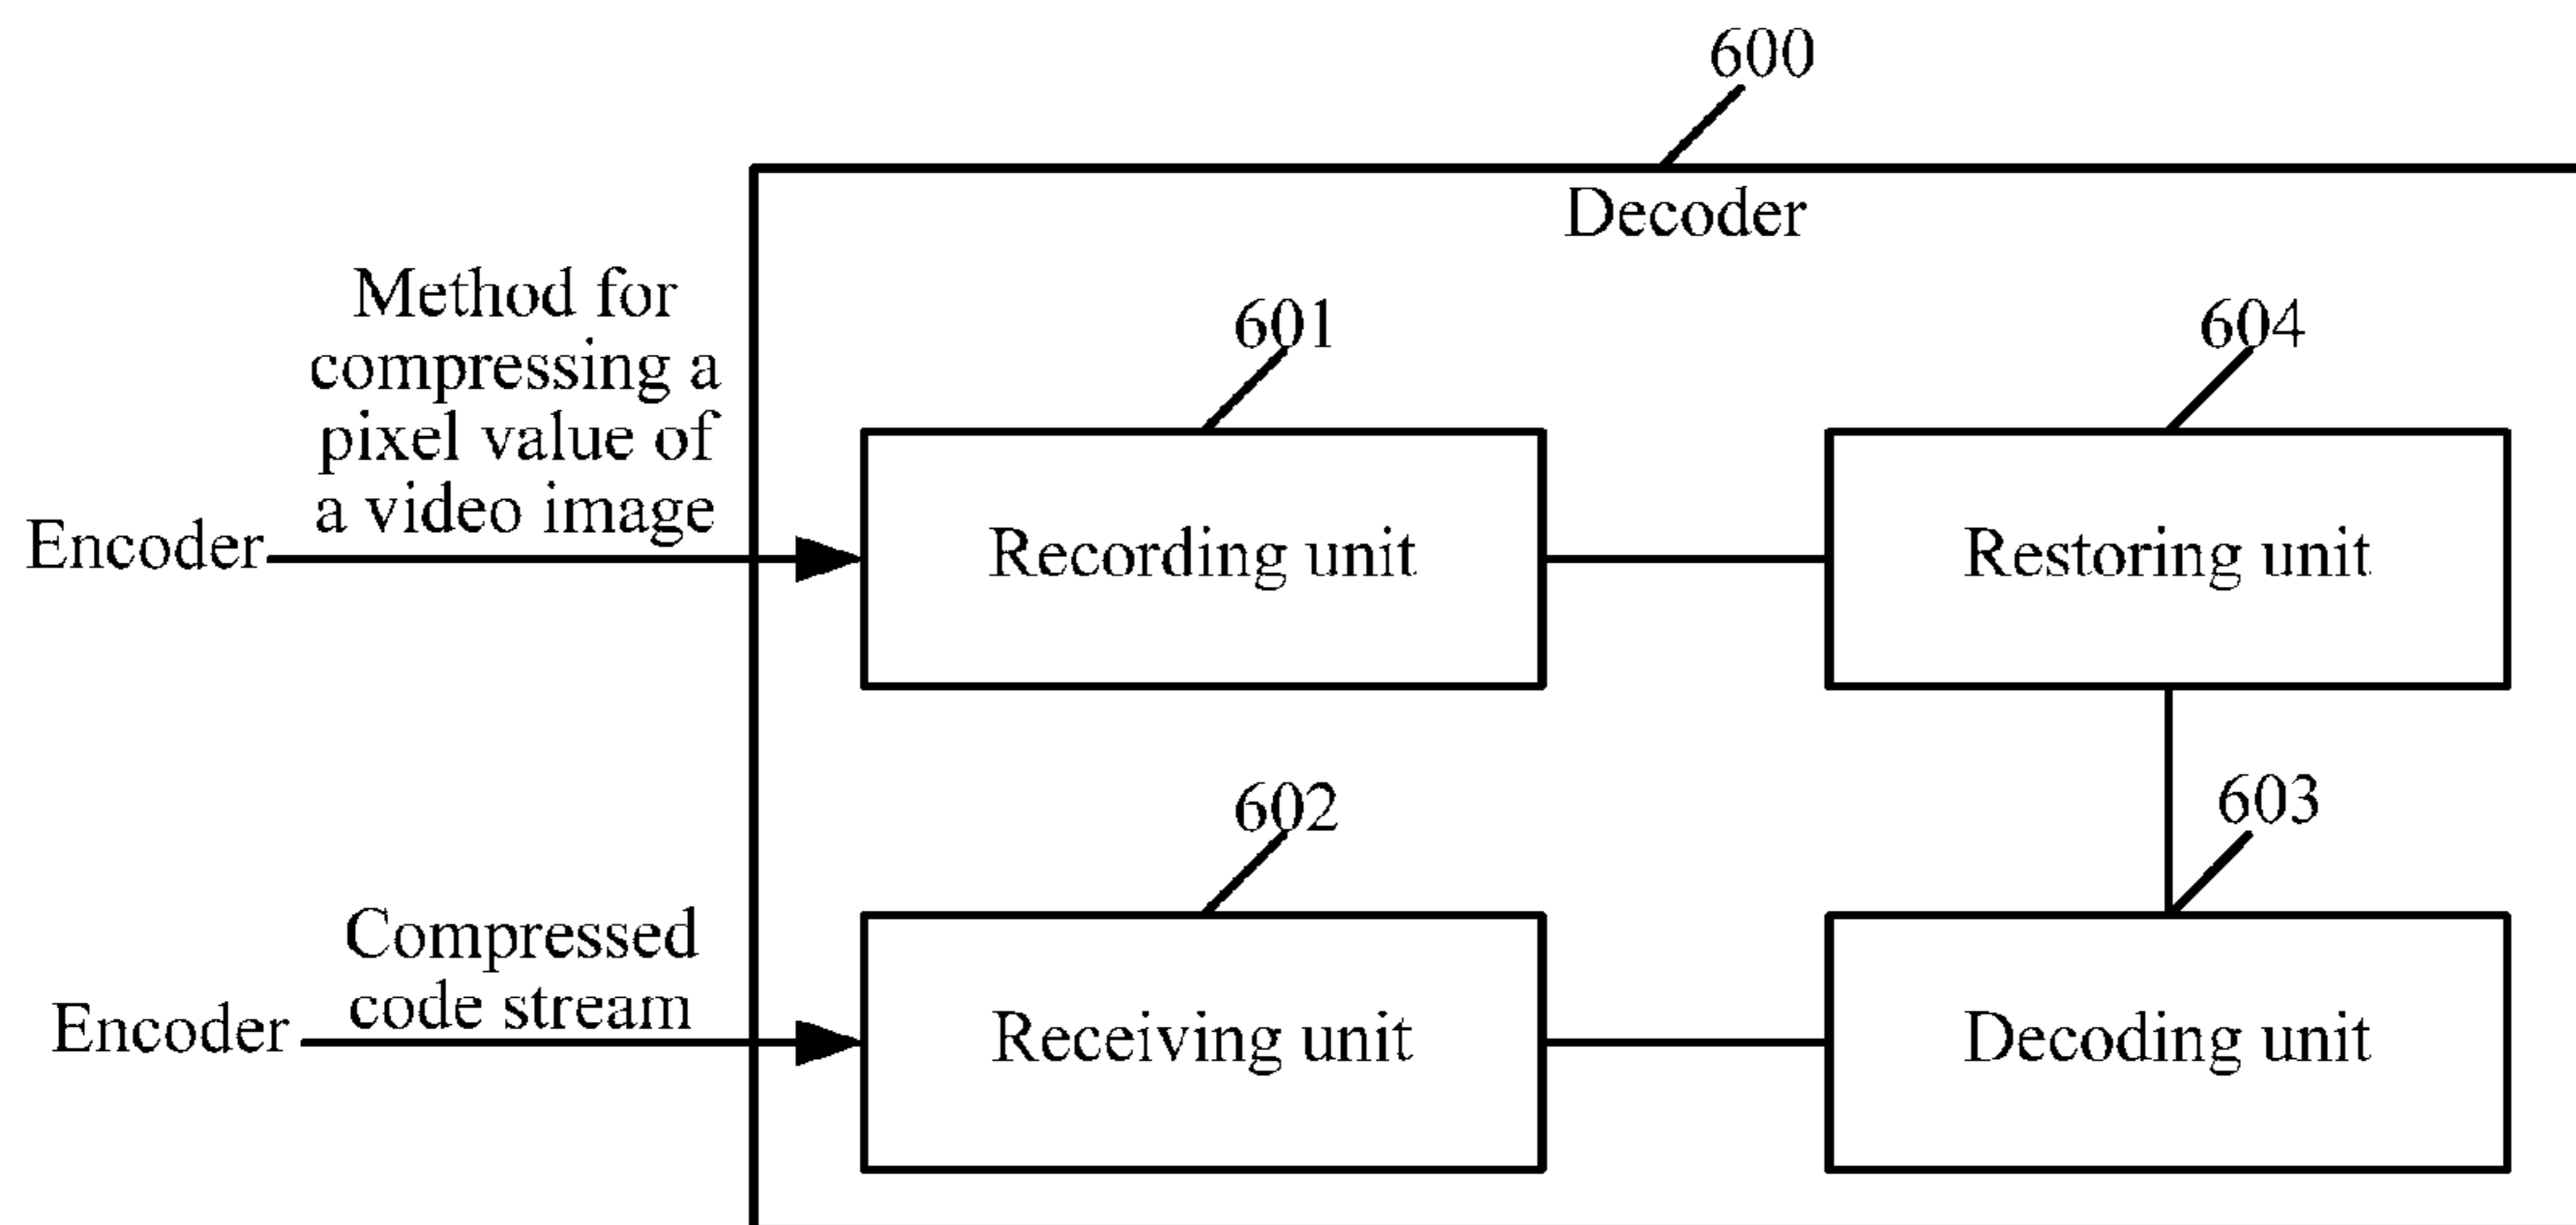 600
Decoder
Method for
compressing a
pixel value of
a video image
Encoder
601
Recording unit
604
Restoring unit
602
603
Compressed
code stream
Encoder
Receiving unit
Decoding unit